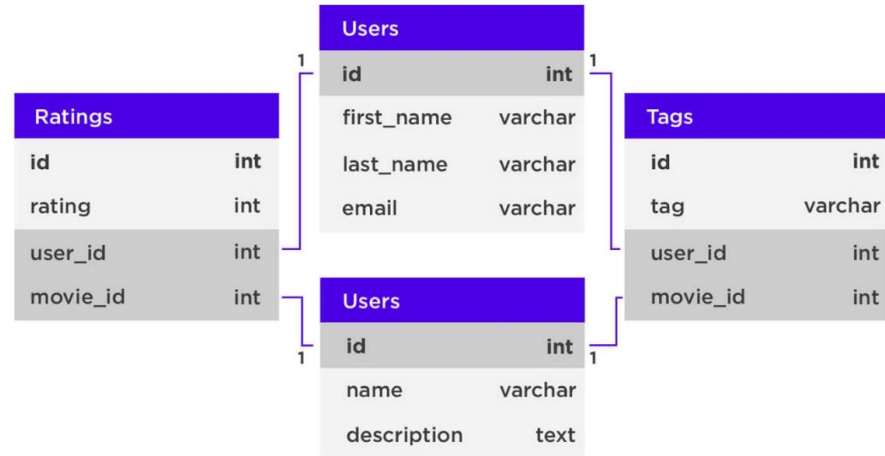 Users
1
id int
1
first_name varchar
last_name varchar
email varchar
Ratings
id int
rating int
user_id int
movie_id int
Tags
id int
tag varchar
user_id int
movie_id int
Users
1
id int
1
name varchar
description text